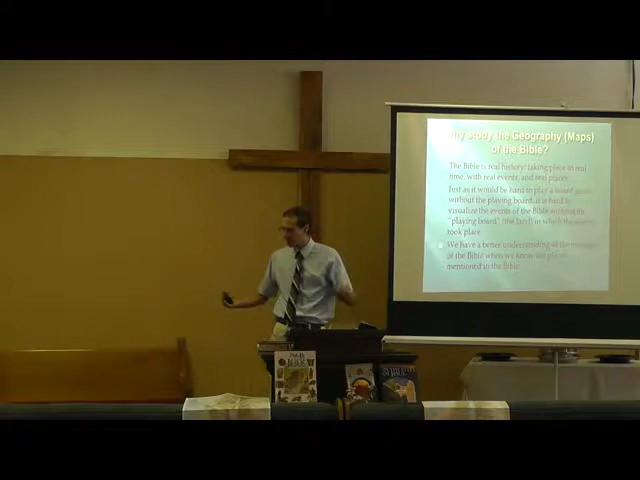 Why Study the Geography (Maps)
of the Bible?
The Bible is real history: taking place in real
time, with real events, and real places.
Just as it would be hard to play a board game
without the playing board, it is hard to
visualize the events of the Bible without the
"playing board" (the land) in which the events
took place
We have a better understanding of the message
of the Bible when we know the places
mentioned in the Bible
BIBLE